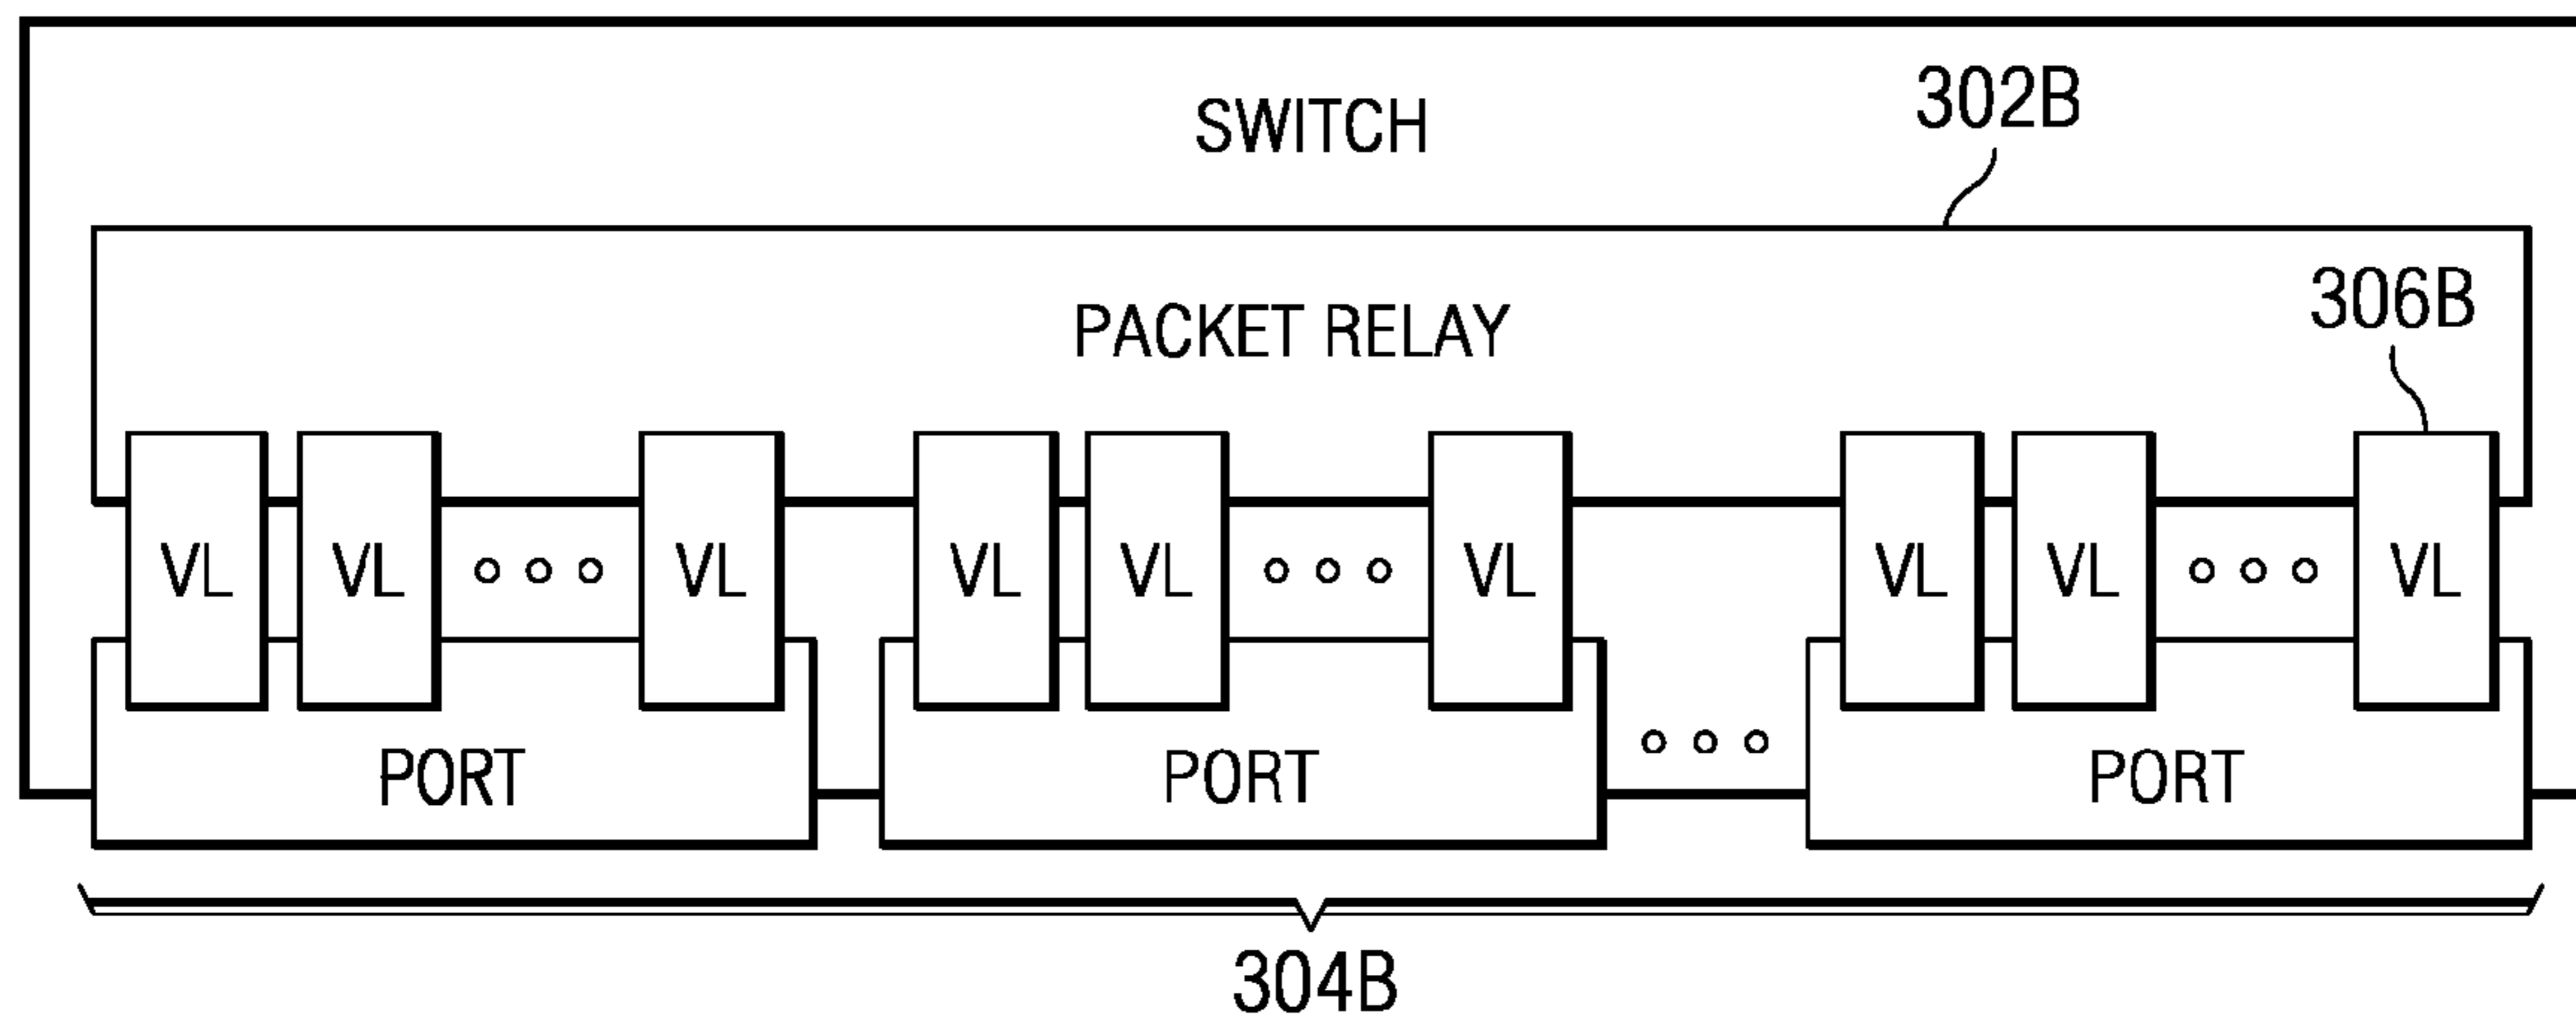 SWITCH
302B
PACKET RELAY
306B
VL VL VL VL VL VL VL VL VL
PORT PORT PORT
304B